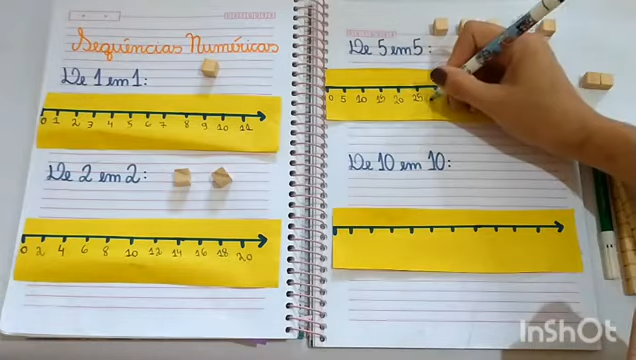 Sequências Numéricas
De 1 em 1:
0 1 2 3 4 5 6 7 8 9 10 11
De 2 em 2:
0 2 4 6 8 10 12 14 16 18 20
De 5 em 5:
0 5 10 15 20 25
De 10 em 10:
InShOt